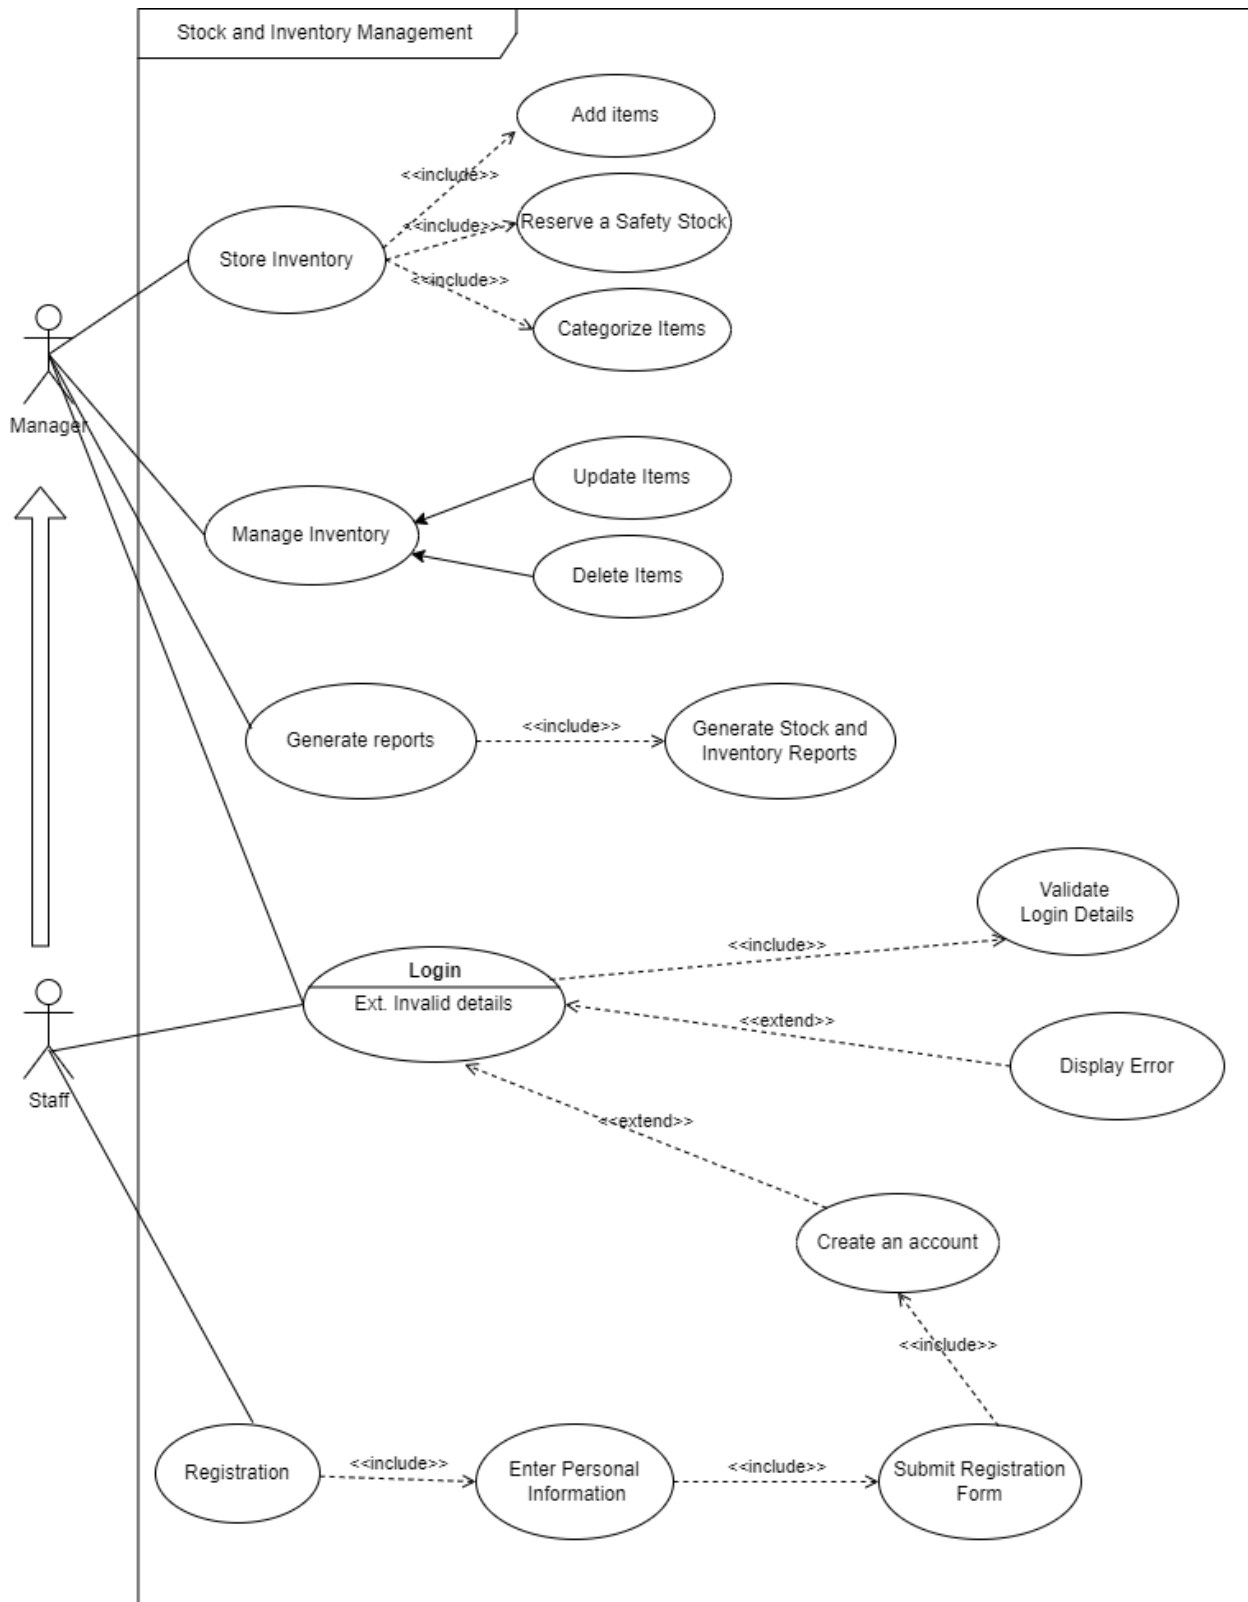 Stock and Inventory Management
Add items
<<include>>
Reserve a Safety Stock
<<include>>
Store Inventory
<<include>>
Categorize Items
Manager
Update Items
Manage Inventory
Delete Items
Generate reports
<<include>>
Generate Stock and
Inventory Reports
Validate
Login Details
<<include>>
Login
Ext. Invalid details
<<extend>>
Display Error
Staff
<<extend>>
Create an account
<<include>>
Registration
<<include>>
Enter Personal
Information
<<include>>
Submit Registration
Form